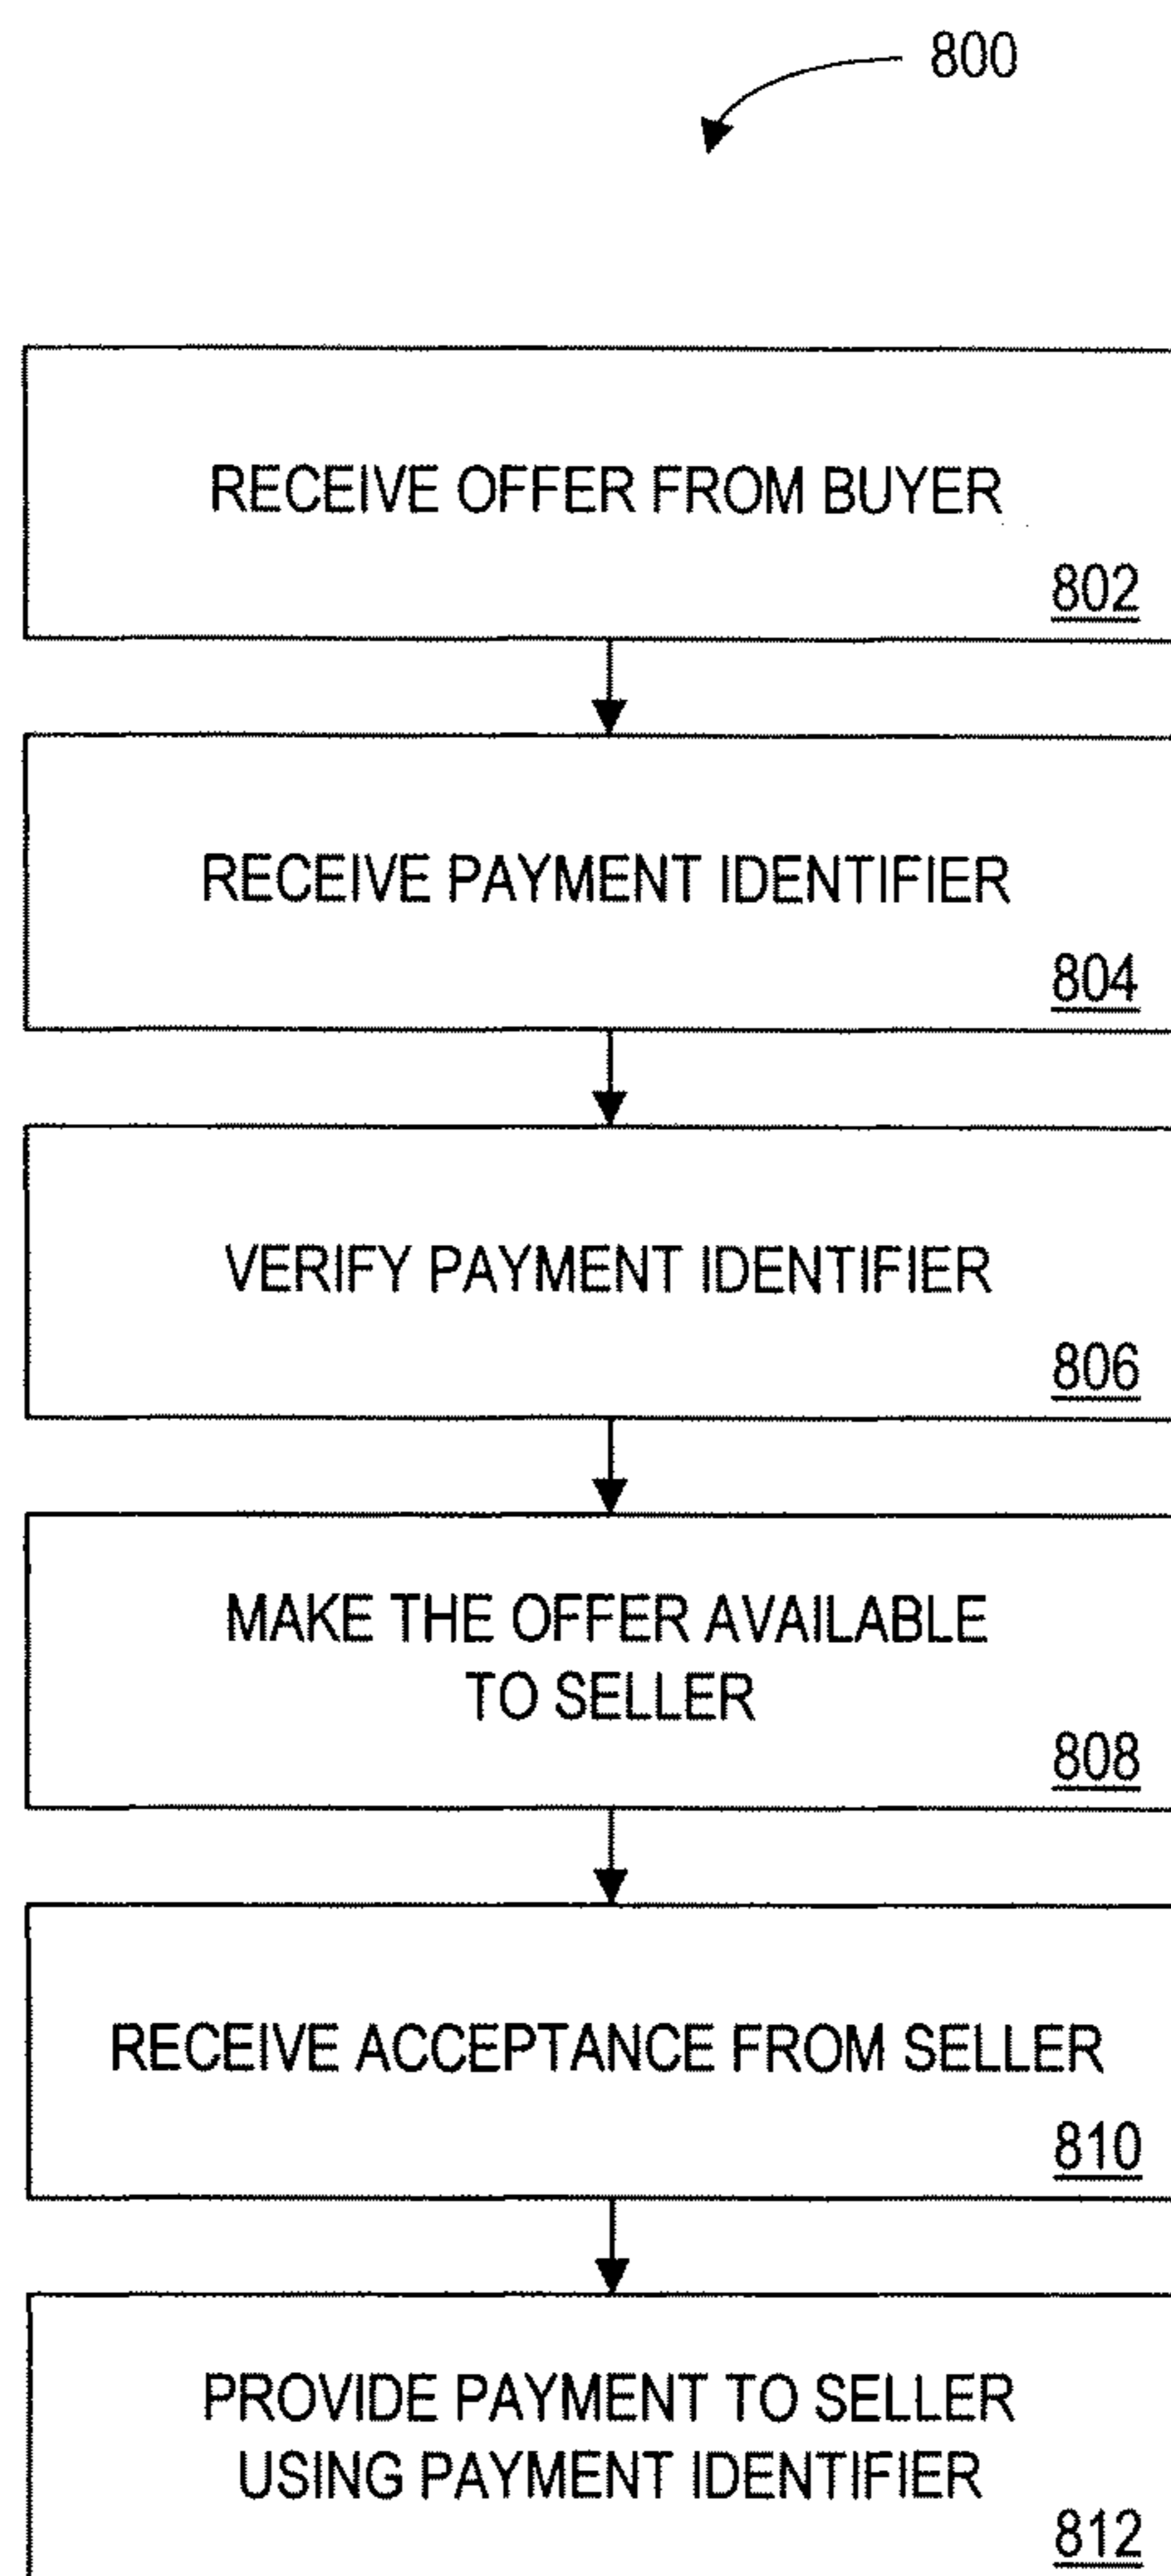 800
RECEIVE OFFER FROM BUYER
802
RECEIVE PAYMENT IDENTIFIER
804
VERIFY PAYMENT IDENTIFIER
806
MAKE THE OFFER AVAILABLE
TO SELLER
808
RECEIVE ACCEPTANCE FROM SELLER
810
PROVIDE PAYMENT TO SELLER
USING PAYMENT IDENTIFIER
812